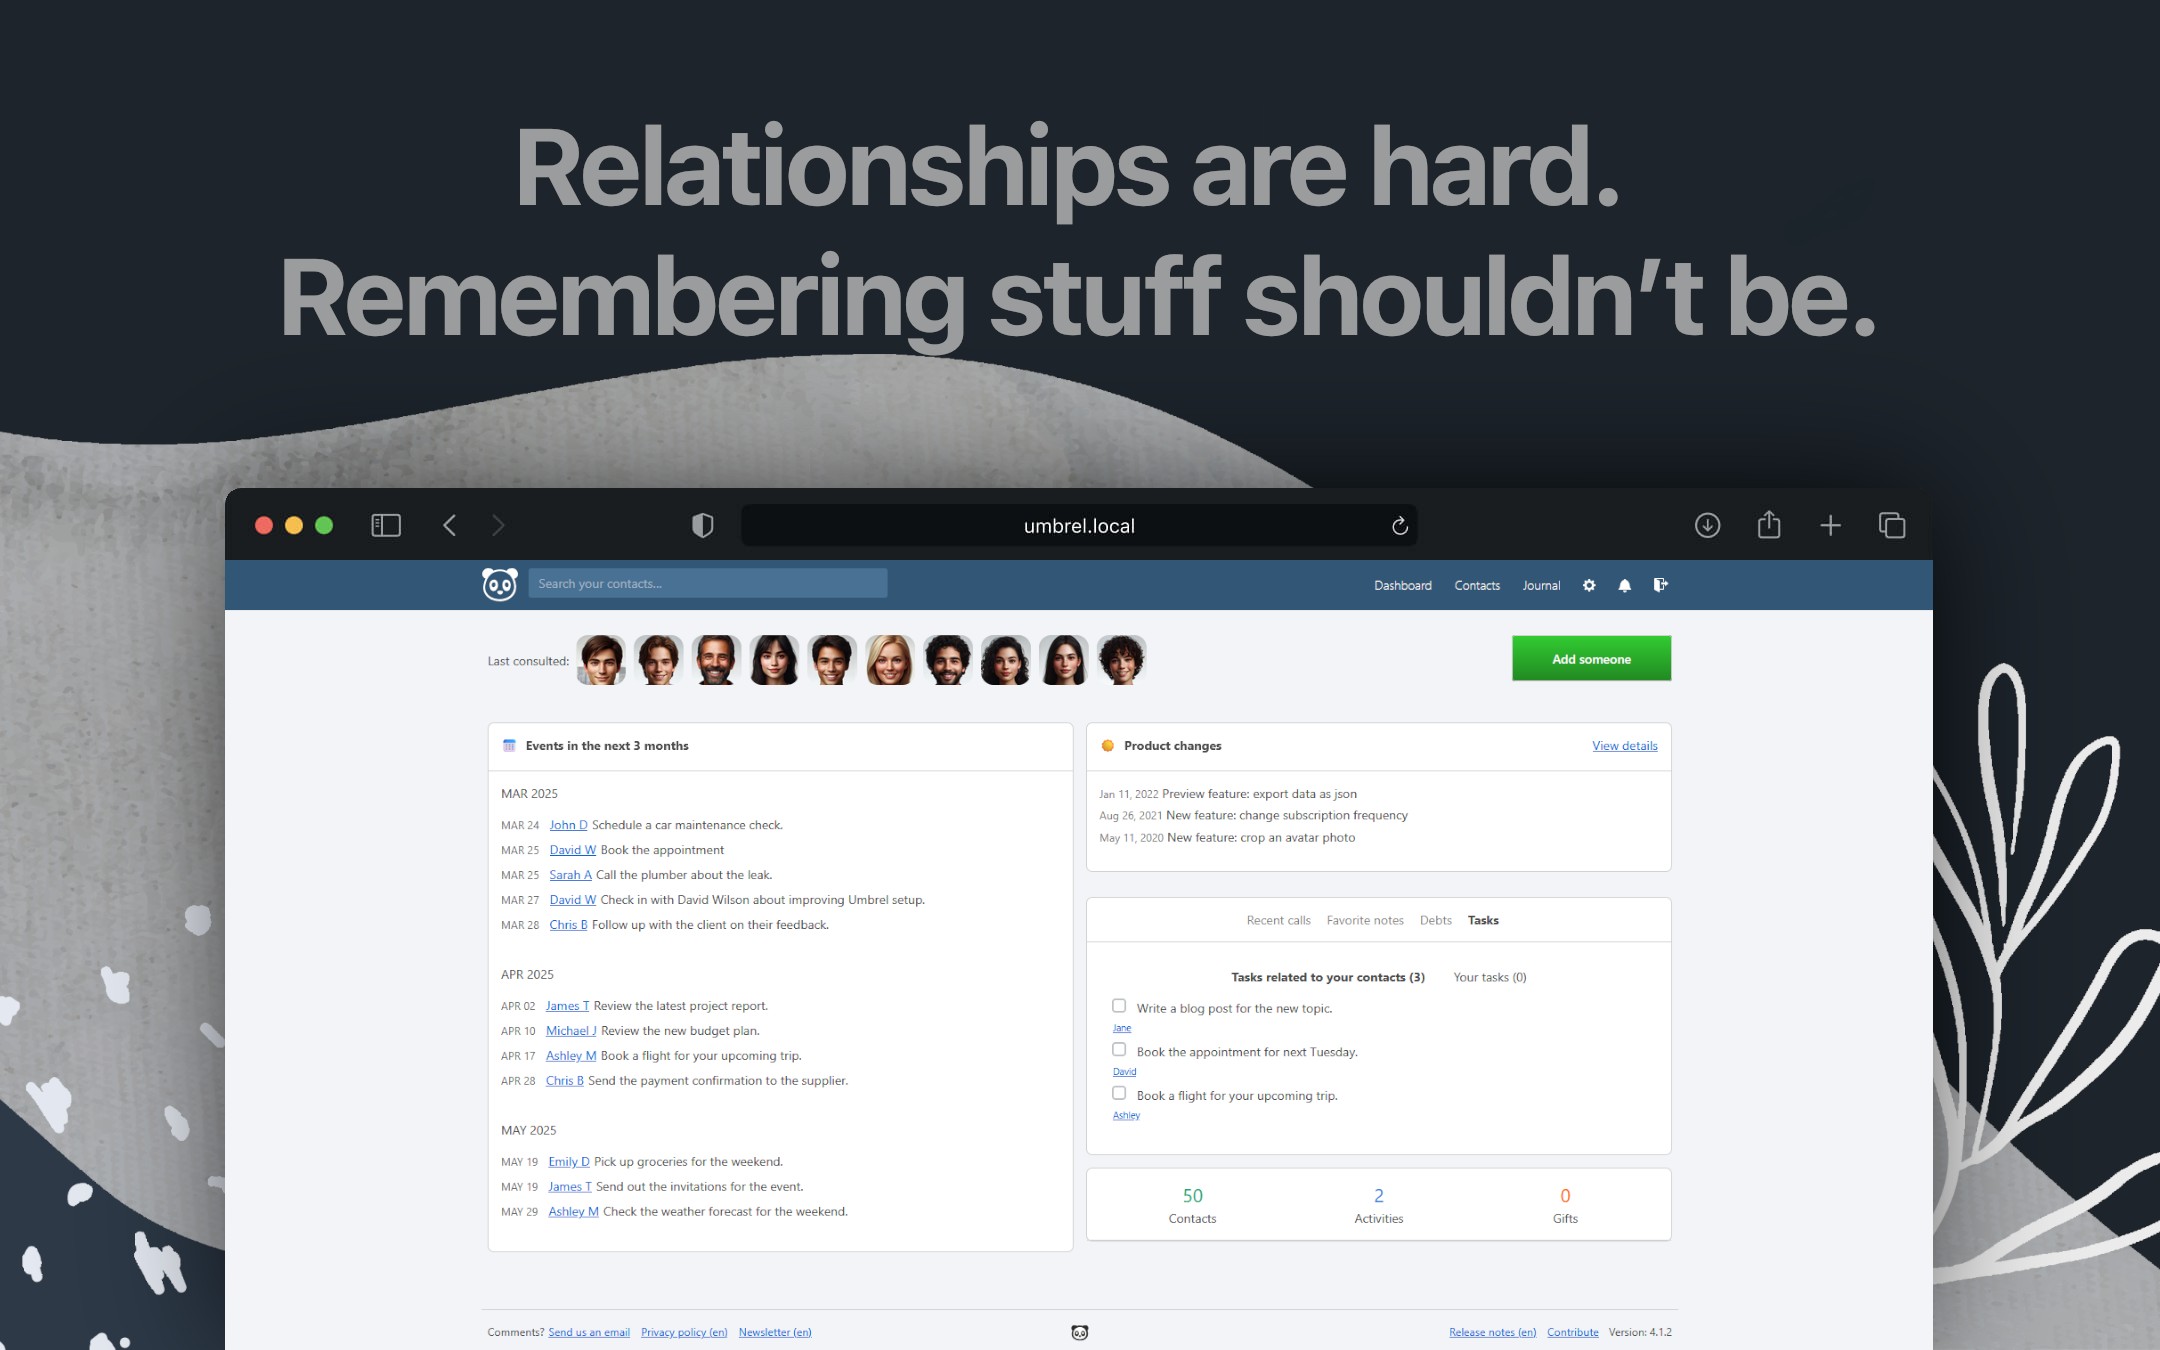 Relationships are hard.
Remembering stuff shouldn’t be.
umbrel.local
Search your contacts...
Dashboard Contacts Journal
Last consulted:
Add someone
Events in the next 3 months
MAR 2025
MAR 24 John D Schedule a car maintenance check.
MAR 25 David W Book the appointment
MAR 25 Sarah A Call the plumber about the leak.
MAR 27 David W Check in with David Wilson about improving Umbrel setup.
MAR 28 Chris B Follow up with the client on their feedback.
APR 2025
APR 02 James T Review the latest project report.
APR 10 Michael J Review the new budget plan.
APR 17 Ashley M Book a flight for your upcoming trip.
APR 28 Chris B Send the payment confirmation to the supplier.
MAY 2025
MAY 19 Emily D Pick up groceries for the weekend.
MAY 19 James T Send out the invitations for the event.
MAY 29 Ashley M Check the weather forecast for the weekend.
Product changes View details
Jan 11, 2022 Preview feature: export data as json
Aug 26, 2021 New feature: change subscription frequency
May 11, 2020 New feature: crop an avatar photo
Recent calls Favorite notes Debts Tasks
Tasks related to your contacts (3) Your tasks (0)
Write a blog post for the new topic.
Jane
Book the appointment for next Tuesday.
David
Book a flight for your upcoming trip.
Ashley
50 2 0
Contacts Activities Gifts
Comments? Send us an email Privacy policy (en) Newsletter (en)
Release notes (en) Contribute Version: 4.1.2